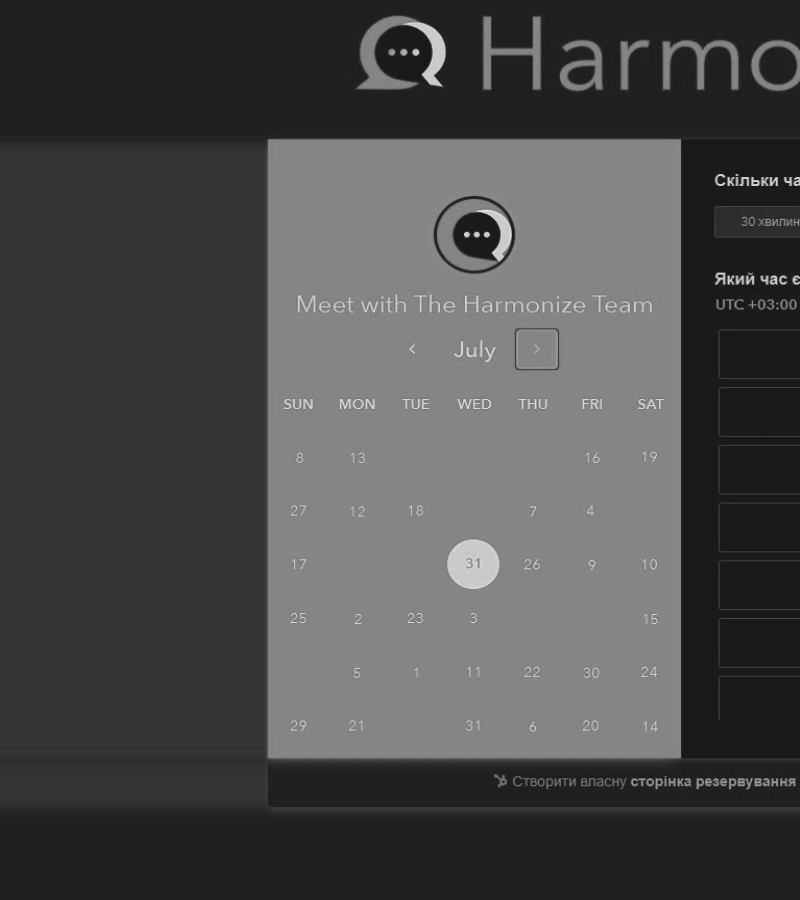 Harmo
Meet with The Harmonize Team
July
SUN MON TUE WED THU FRI SAT
8 13 16 19
27 12 18 7 4
17 31 26 9 10
25 2 23 3 15
5 1 11 22 30 24
29 21 31 6 20 14
Скільки ча
30 хвилин
Який час є
UTC +03:00
Створити власну сторінка резервування